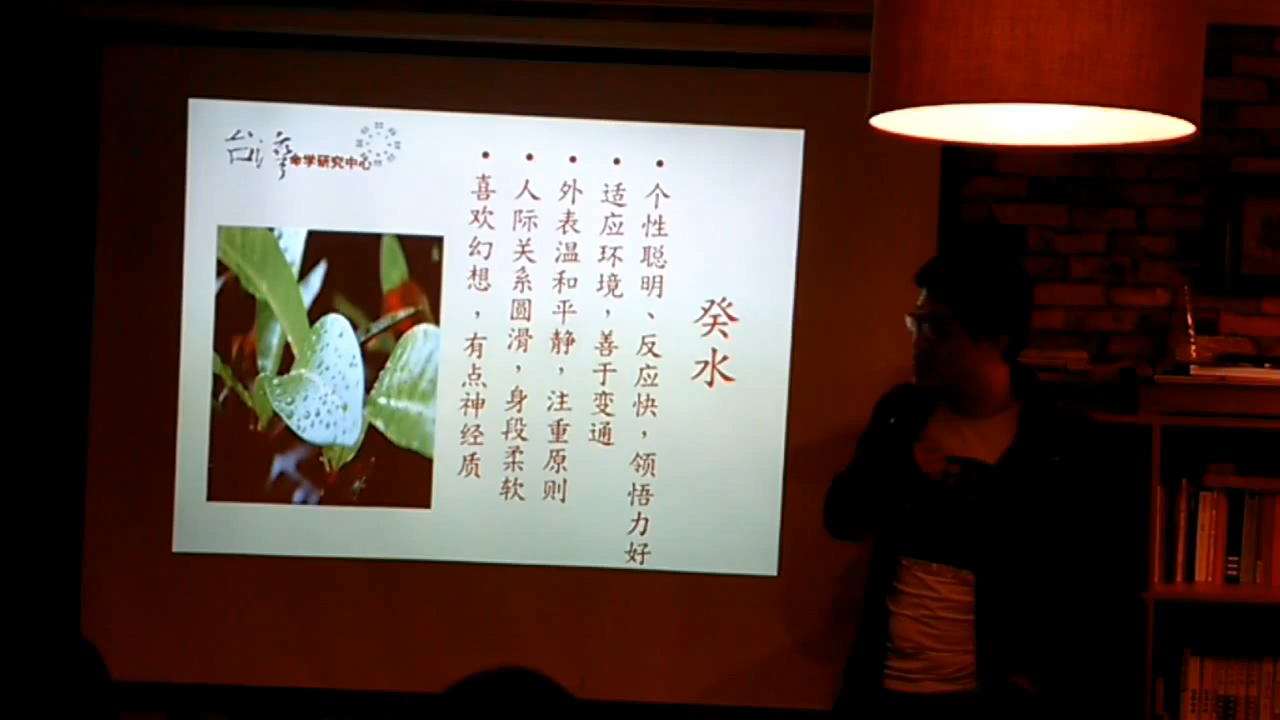 台湾命学研究中心
癸水
• 个性聪明、反应快，领悟力好
• 适应环境，善于变通
• 外表温和平静，注重原则
• 人际关系圆滑，身段柔软
• 喜欢幻想，有点神经质